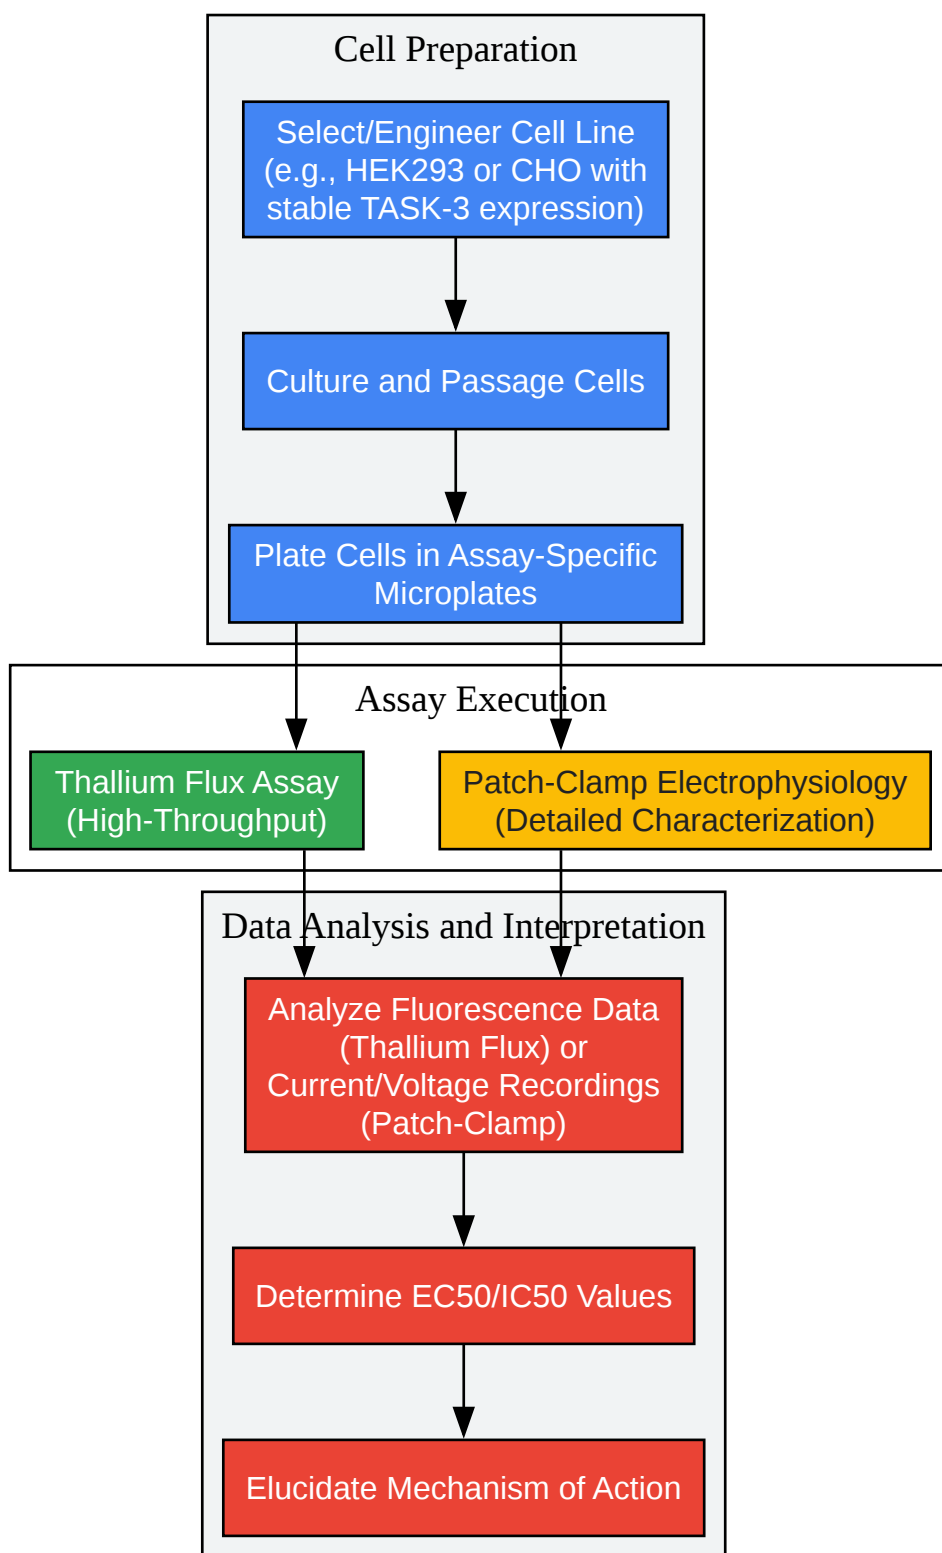 Cell Preparation
Select/Engineer Cell Line
(e.g., HEK293 or CHO with
stable TASK-3 expression)
Culture and Passage Cells
Plate Cells in Assay-Specific
Microplates
Assay Execution
Thallium Flux Assay
(High-Throughput)
Patch-Clamp Electrophysiology
(Detailed Characterization)
Data Analysis and Interpretation
Analyze Fluorescence Data
(Thallium Flux) or
Current/Voltage Recordings
(Patch-Clamp)
Determine EC50/IC50 Values
Elucidate Mechanism of Action